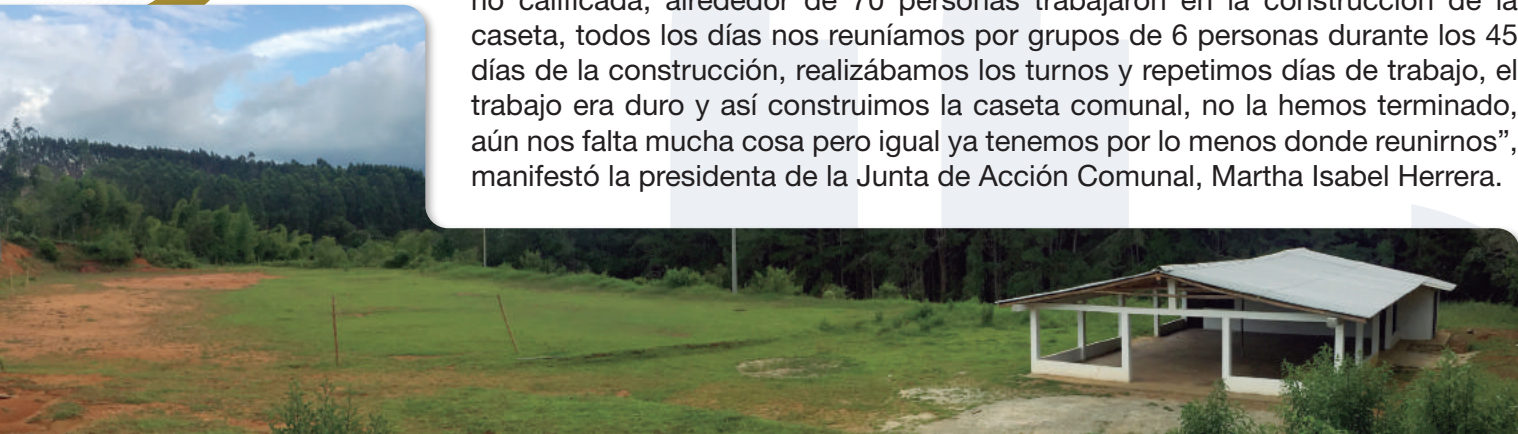 no calificada, alrededor de 70 personas trabajaron en la construcción de la
caseta, todos los días nos reuníamos por grupos de 6 personas durante los 45
días de la construcción, realizábamos los turnos y repetimos días de trabajo, el
trabajo era duro y así construimos la caseta comunal, no la hemos terminado,
aún nos falta mucha cosa pero igual ya tenemos por lo menos donde reunirnos”,
manifestó la presidenta de la Junta de Acción Comunal, Martha Isabel Herrera.